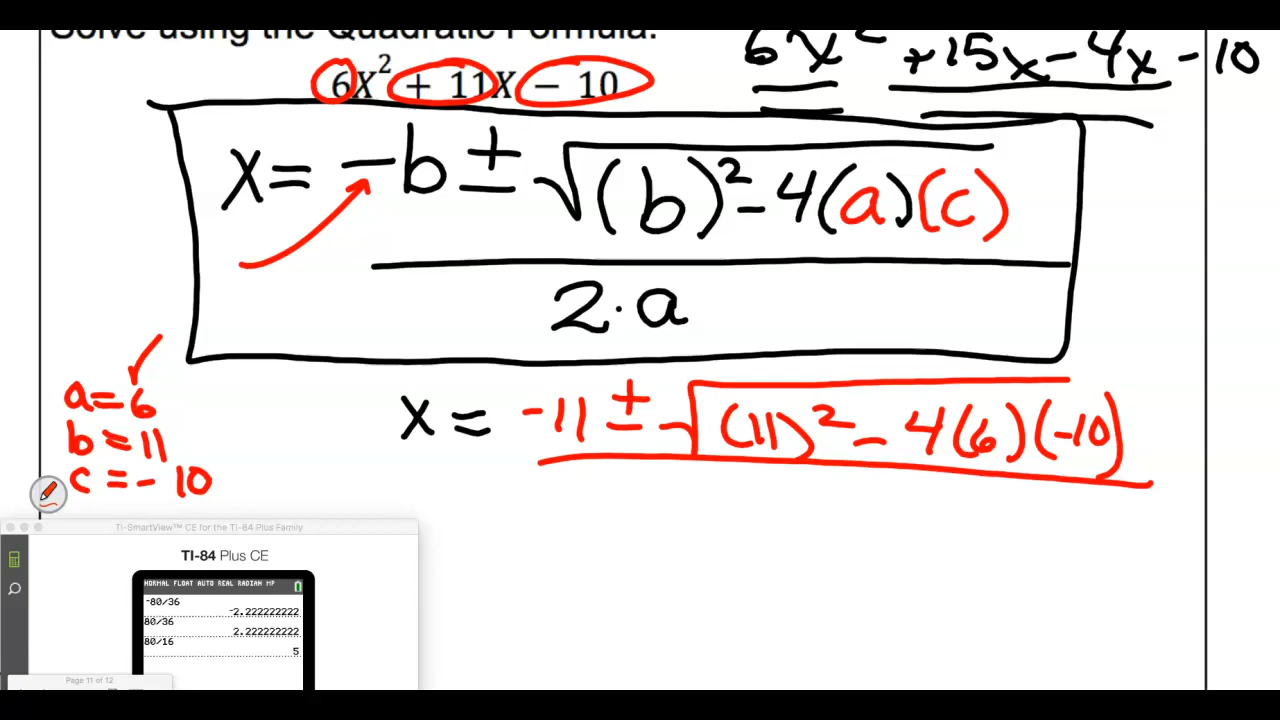 Solve using the Quadratic Formula:
6x² + 15x - 4x - 10
6X² + 11X - 10
x = -b ± √(b)² - 4(a)(c)
2·a
a = 6
b = 11
c = -10
x = -11 ± √(11)² - 4(6)(-10)
TI-SmartView™ CE for the TI-84 Plus Family
TI-84 Plus CE
NORMAL FLOAT AUTO REAL RADIAN MP
-80/36
-2.222222222
80/36
2.222222222
80/16
5
Page 11 of 12